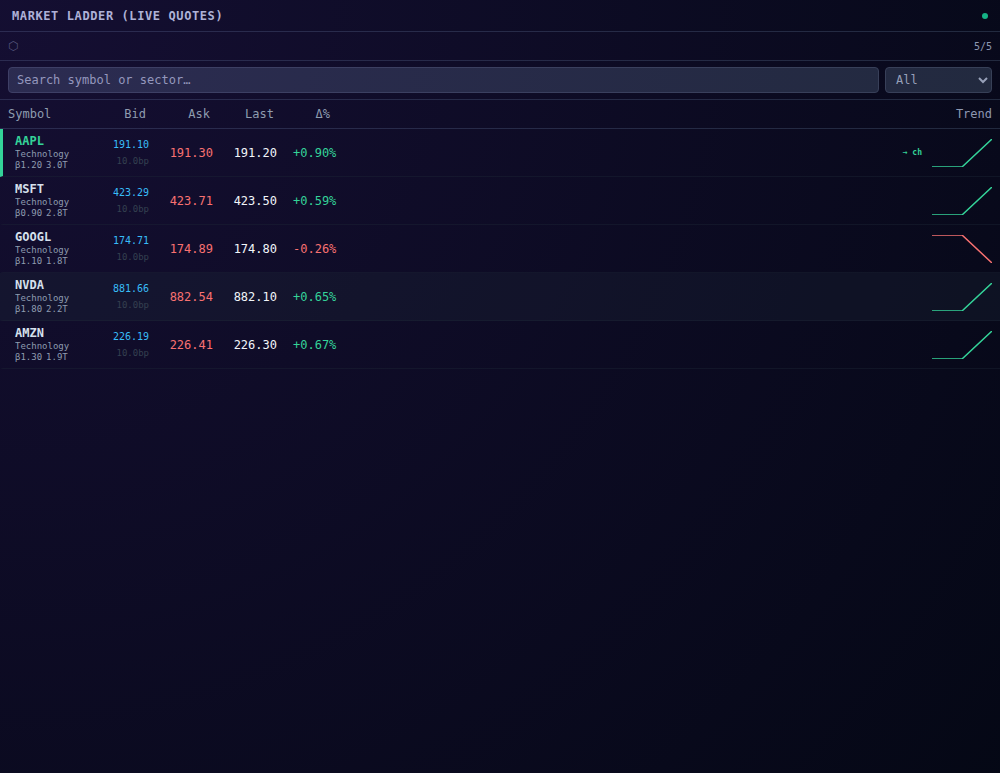 MARKET LADDER (LIVE QUOTES)
5/5
Search symbol or sector…
All
Symbol Bid Ask Last Δ% Trend
AAPL
Technology
β1.20 3.0T
191.10
10.0bp
191.30 191.20 +0.90%
→ ch
MSFT
Technology
β0.90 2.8T
423.29
10.0bp
423.71 423.50 +0.59%
GOOGL
Technology
β1.10 1.8T
174.71
10.0bp
174.89 174.80 -0.26%
NVDA
Technology
β1.80 2.2T
881.66
10.0bp
882.54 882.10 +0.65%
AMZN
Technology
β1.30 1.9T
226.19
10.0bp
226.41 226.30 +0.67%